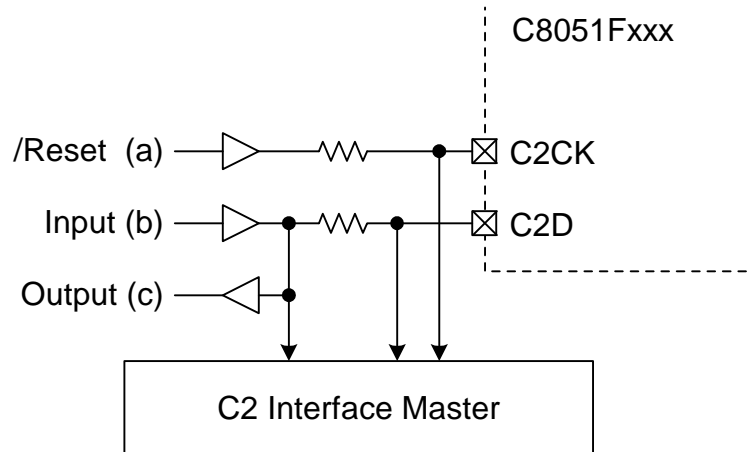 C8051Fxxx
/Reset (a)
C2CK
Input (b)
C2D
Output (c)
C2 Interface Master